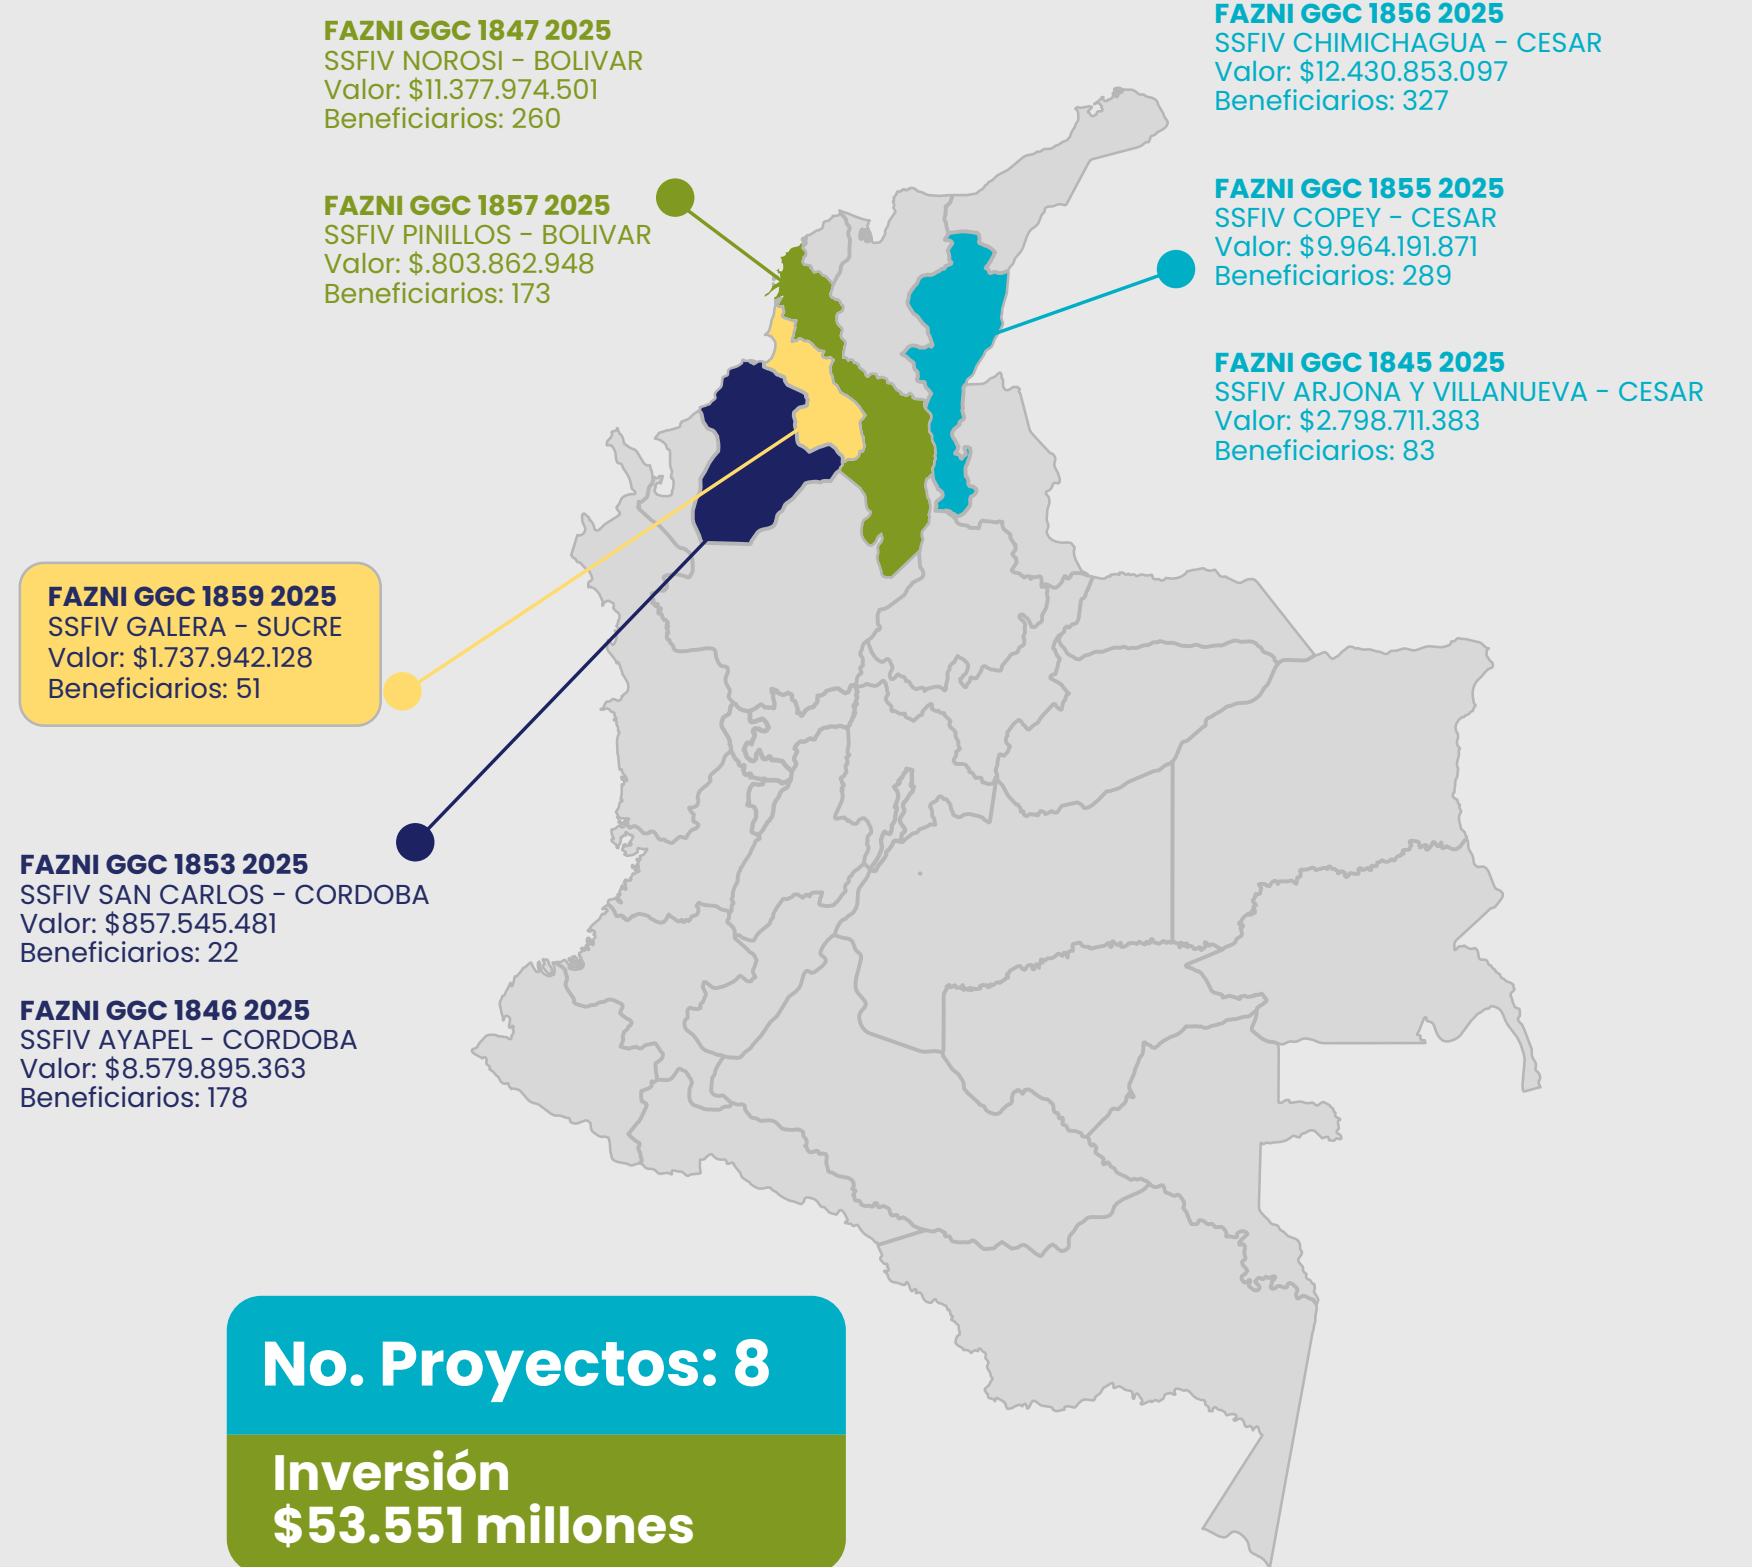 FAZNI GGC 1847 2025
SSFIV NOROSI - BOLIVAR
Valor: $11.377.974.501
Beneficiarios: 260
FAZNI GGC 1857 2025
SSFIV PINILLOS - BOLIVAR
Valor: $.803.862.948
Beneficiarios: 173
FAZNI GGC 1856 2025
SSFIV CHIMICHAGUA - CESAR
Valor: $12.430.853.097
Beneficiarios: 327
FAZNI GGC 1855 2025
SSFIV COPEY - CESAR
Valor: $9.964.191.871
Beneficiarios: 289
FAZNI GGC 1845 2025
SSFIV ARJONA Y VILLANUEVA - CESAR
Valor: $2.798.711.383
Beneficiarios: 83
FAZNI GGC 1859 2025
SSFIV GALERA - SUCRE
Valor: $1.737.942.128
Beneficiarios: 51
FAZNI GGC 1853 2025
SSFIV SAN CARLOS - CORDOBA
Valor: $857.545.481
Beneficiarios: 22
FAZNI GGC 1846 2025
SSFIV AYAPEL - CORDOBA
Valor: $8.579.895.363
Beneficiarios: 178
No. Proyectos: 8
Inversión
$53.551 millones